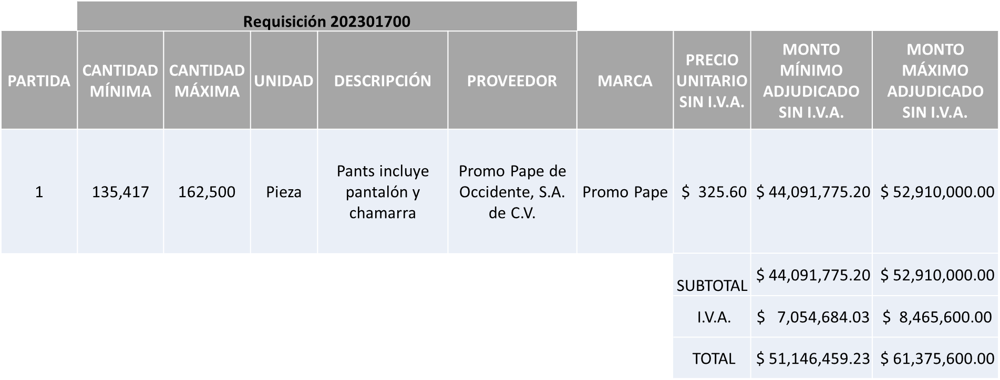 Requisición 202301700
PARTIDA
CANTIDAD
MÍNIMA
CANTIDAD
MÁXIMA
UNIDAD
DESCRIPCIÓN
PROVEEDOR
MARCA
PRECIO
UNITARIO
SIN I.V.A.
MONTO
MÍNIMO
ADJUDICADO
SIN I.V.A.
MONTO
MÁXIMO
ADJUDICADO
SIN I.V.A.
1
135,417
162,500
Pieza
Pants incluye
pantalón y
chamarra
Promo Pape de
Occidente, S.A.
de C.V.
Promo Pape
$ 325.60
$ 44,091,775.20
$ 52,910,000.00
SUBTOTAL
$ 44,091,775.20
$ 52,910,000.00
I.V.A.
$ 7,054,684.03
$ 8,465,600.00
TOTAL
$ 51,146,459.23
$ 61,375,600.00